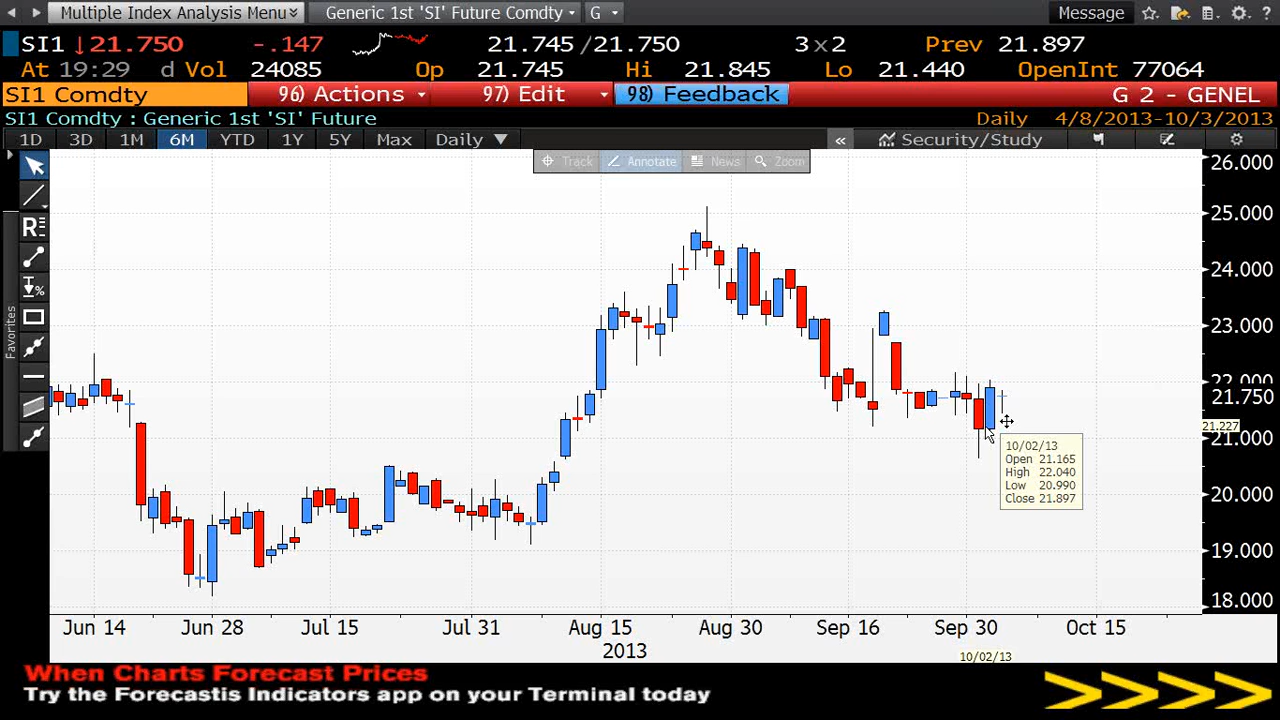 Multiple Index Analysis Menu Generic 1st 'SI' Future Comdty G Message ?
SI1 ↓21.750 -.147 21.745/21.750 3x2 Prev 21.897
At 19:29 d Vol 24085 Op 21.745 Hi 21.845 Lo 21.440 OpenInt 77064
SI1 Comdty 96) Actions 97) Edit 98) Feedback G 2 - GENEL
SI1 Comdty : Generic 1st 'SI' Future Daily 4/8/2013-10/3/2013
1D 3D 1M 6M YTD 1Y 5Y Max Daily ▼ « Security/Study
Track Annotate News Zoom
26.000
25.000
24.000
23.000
22.000
21.750
21.227
21.000
20.000
19.000
18.000
R
%
Favorites
10/02/13
Open 21.165
High 22.040
Low 20.990
Close 21.897
Jun 14 Jun 28 Jul 15 Jul 31 Aug 15 Aug 30 Sep 16 Sep 30 Oct 15
2013
10/02/13
When Charts Forecast Prices
Try the Forecastis Indicators app on your Terminal today